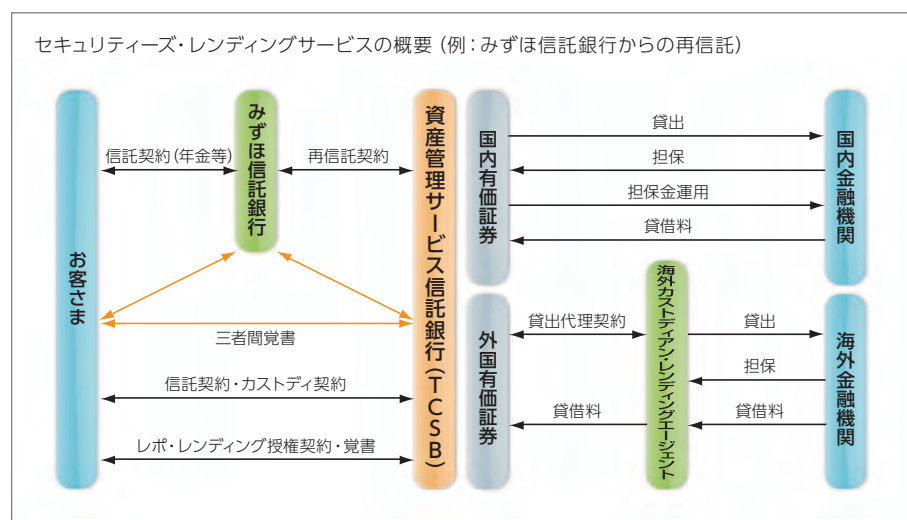 セキュリティーズ・レンディングサービスの概要（例：みずほ信託銀行からの再信託）
お客さま
信託契約（年金等）
みずほ信託銀行
再信託契約
三者間覚書
信託契約・カストディ契約
レポ・レンディング授権契約・覚書
資産管理サービス信託銀行（TCSB）
国内有価証券
貸出
担保
担保金運用
貸借料
国内金融機関
外国有価証券
貸出代理契約
貸借料
海外カストディアン・レンディングエージェント
貸出
担保
貸借料
海外金融機関